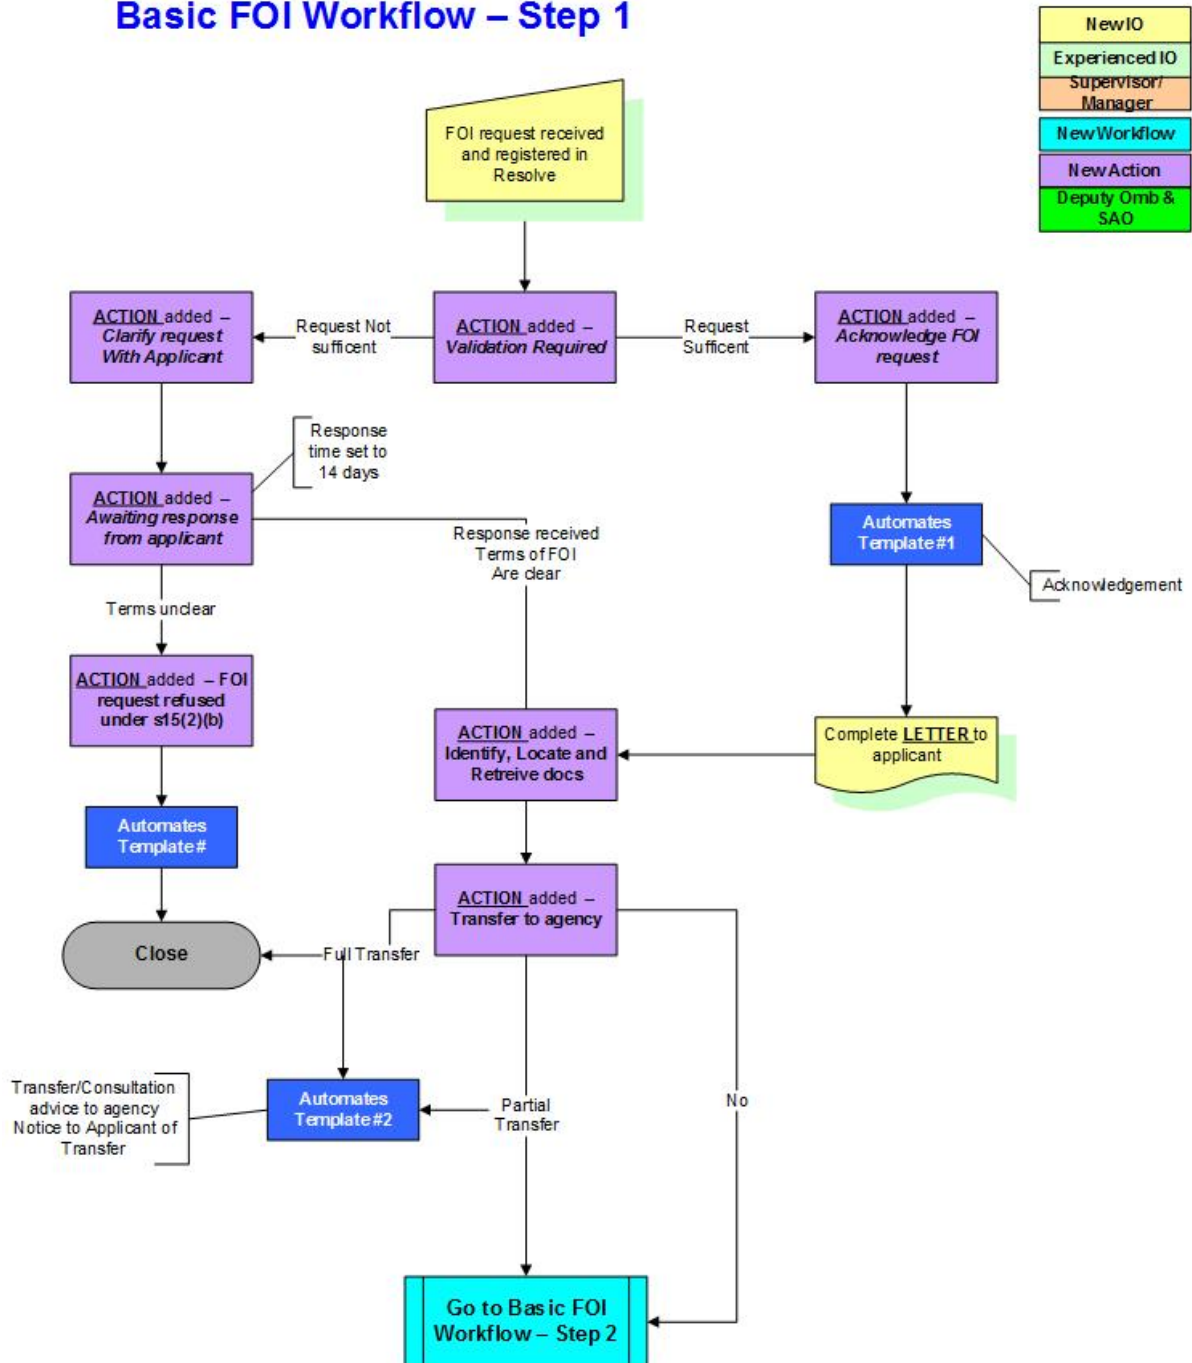 Basic FOI Workflow – Step 1
New IO
Experienced IO
Supervisor/
Manager
New Workflow
New Action
Deputy Omb &
SAO
FOI request received
and registered in
Resolve
ACTION added –
Clarify request
With Applicant
Request Not
sufficent
ACTION added –
Validation Required
Request
Sufficent
ACTION added –
Acknowledge FOI
request
Response
time set to
14 days
ACTION added –
Awaiting response
from applicant
Response received
Terms of FOI
Are clear
Automates
Template #1
Acknowledgement
Terms unclear
ACTION added – FOI
request refused
under s15(2)(b)
ACTION added –
Identify, Locate and
Retreive docs
Complete LETTER to
applicant
Automates
Template #
ACTION added –
Transfer to agency
Close
Full Transfer
Transfer/Consultation
advice to agency
Notice to Applicant of
Transfer
Automates
Template #2
Partial
Transfer
No
Go to Basic FOI
Workflow – Step 2